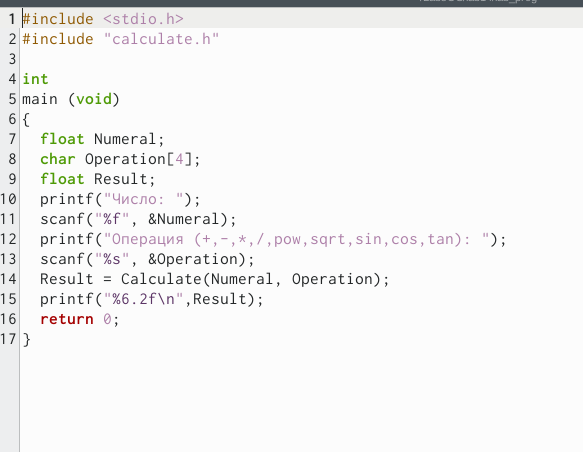 1 #include <stdio.h>
2 #include "calculate.h"
3
4 int
5 main (void)
6 {
7   float Numeral;
8   char Operation[4];
9   float Result;
10   printf("Число: ");
11   scanf("%f", &Numeral);
12   printf("Операция (+,-,*,/,pow,sqrt,sin,cos,tan): ");
13   scanf("%s", &Operation);
14   Result = Calculate(Numeral, Operation);
15   printf("%6.2f\n",Result);
16   return 0;
17 }